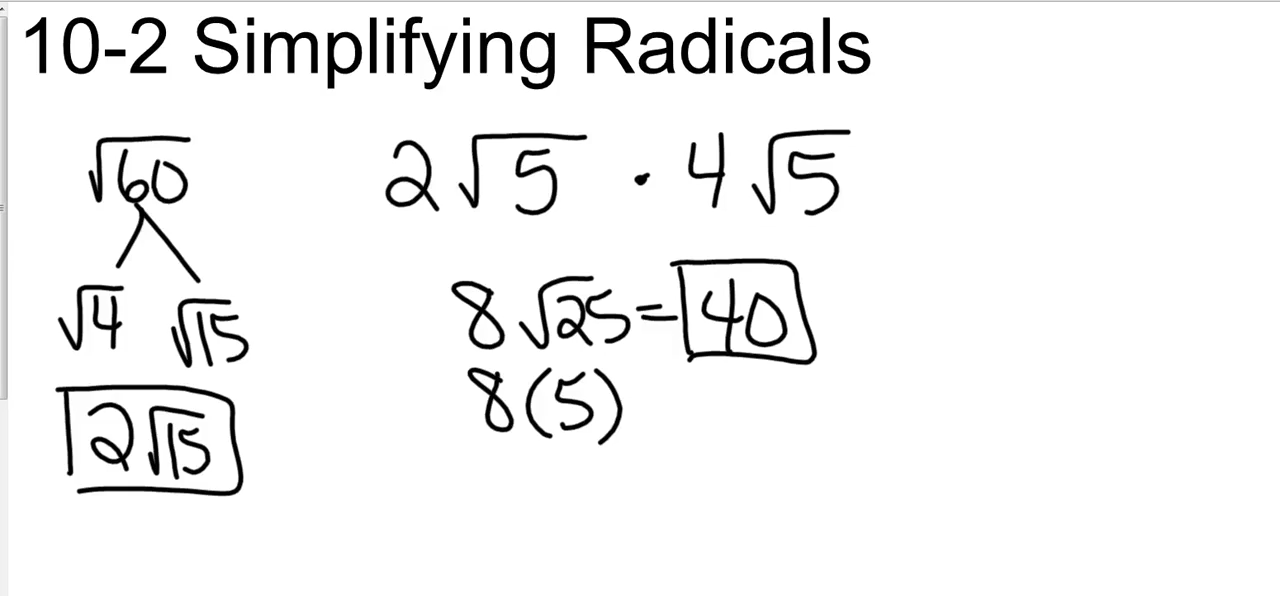 10-2 Simplifying Radicals
√60
√4 √15
2√15
2√5 · 4√5
8√25 = 40
8(5)